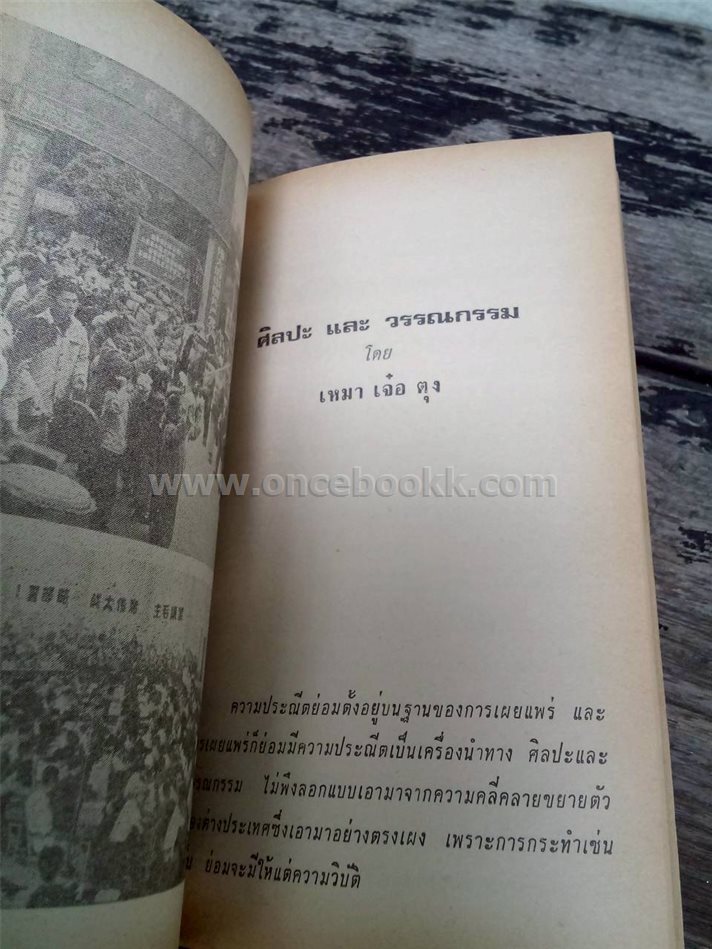 ศิลปะ และ วรรณกรรม
โดย
เหมา เจ๋อ ตุง
www.oncebookk.com
ความประณีตย่อมตั้งอยู่บนฐานของการเผยแพร่ และ
ารเผยแพร่ก็ย่อมมีความประณีตเป็นเครื่องนำทาง ศิลปะและ
รรณกรรม ไม่พึงลอกแบบเอามาจากความคลี่คลายขยายตัว
องต่างประเทศซึ่งเอามาอย่างตรงเผง เพราะการกระทำเช่น
ย่อมจะมีให้แต่ความวิบัติ